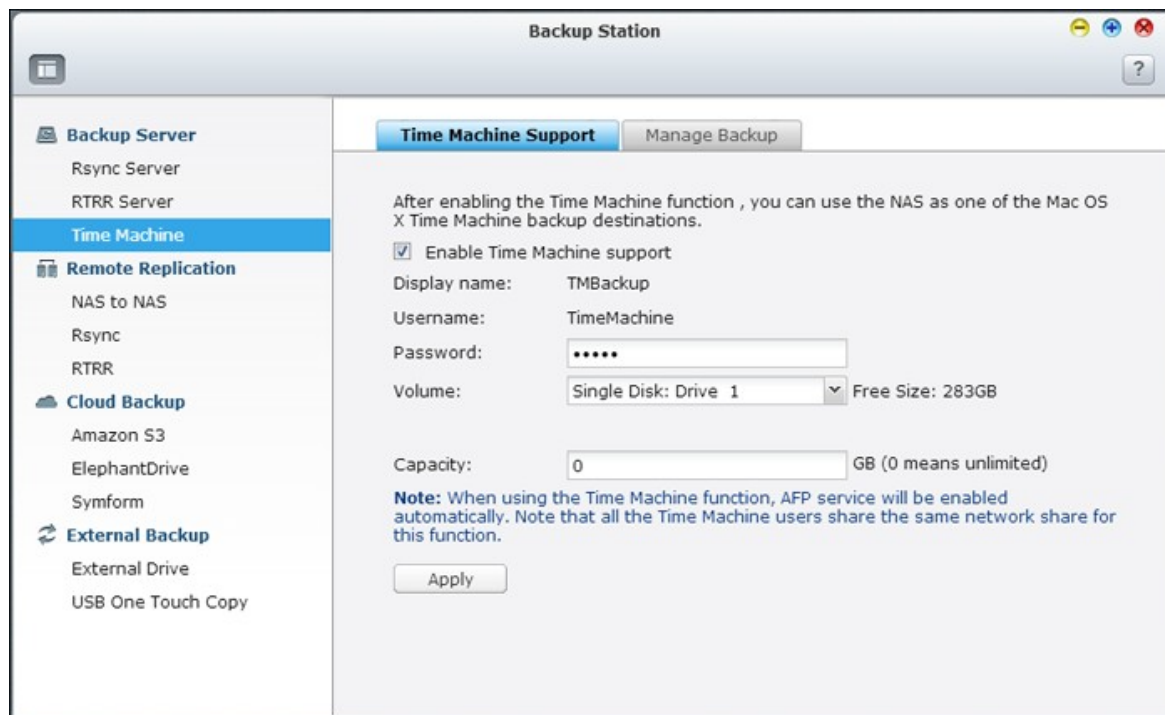 Backup Station
?
Backup Server
Rsync Server
RTRR Server
Time Machine
Remote Replication
NAS to NAS
Rsync
RTRR
Cloud Backup
Amazon S3
ElephantDrive
Symform
External Backup
External Drive
USB One Touch Copy
Time Machine Support
Manage Backup
After enabling the Time Machine function , you can use the NAS as one of the Mac OS
X Time Machine backup destinations.
Enable Time Machine support
Display name: TMBackup
Username: TimeMachine
Password: •••••
Volume: Single Disk: Drive 1 Free Size: 283GB
Capacity: 0 GB (0 means unlimited)
Note: When using the Time Machine function, AFP service will be enabled
automatically. Note that all the Time Machine users share the same network share for
this function.
Apply